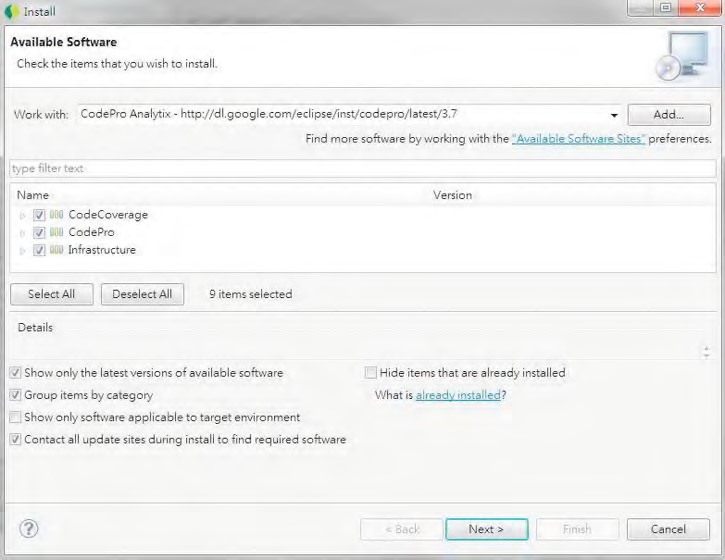 Install
Available Software
Check the items that you wish to install.
Work with: CodePro Analytix - http://dl.google.com/eclipse/inst/codepro/latest/3.7 Add...
Find more software by working with the "Available Software Sites" preferences.
type filter text
Name Version
CodeCoverage
CodePro
Infrastructure
Select All Deselect All 9 items selected
Details
Show only the latest versions of available software Hide items that are already installed
Group items by category What is already installed?
Show only software applicable to target environment
Contact all update sites during install to find required software
? < Back Next > Finish Cancel